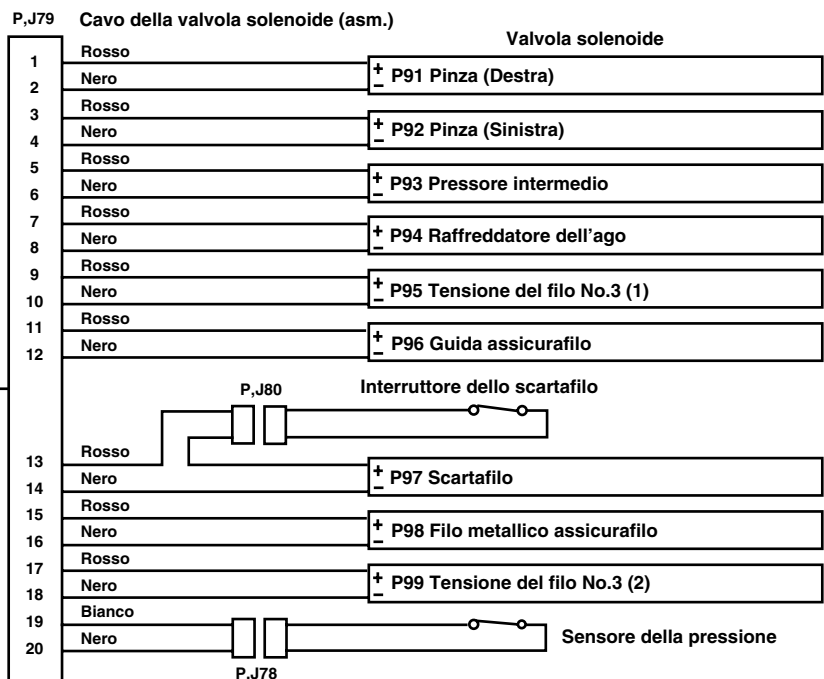 P,J79 Cavo della valvola solenoide (asm.)
Valvola solenoide
1 Rosso
+ P91 Pinza (Destra)
2 Nero
−
3 Rosso
+ P92 Pinza (Sinistra)
4 Nero
−
5 Rosso
+ P93 Pressore intermedio
6 Nero
−
7 Rosso
+ P94 Raffreddatore dell’ago
8 Nero
−
9 Rosso
+ P95 Tensione del filo No.3 (1)
10 Nero
−
11 Rosso
+ P96 Guida assicurafilo
12 Nero
−
P,J80 Interruttore dello scartafilo
13 Rosso
+ P97 Scartafilo
14 Nero
−
15 Rosso
+ P98 Filo metallico assicurafilo
16 Nero
−
17 Rosso
+ P99 Tensione del filo No.3 (2)
18 Nero
−
19 Bianco
Sensore della pressione
20 Nero
P,J78